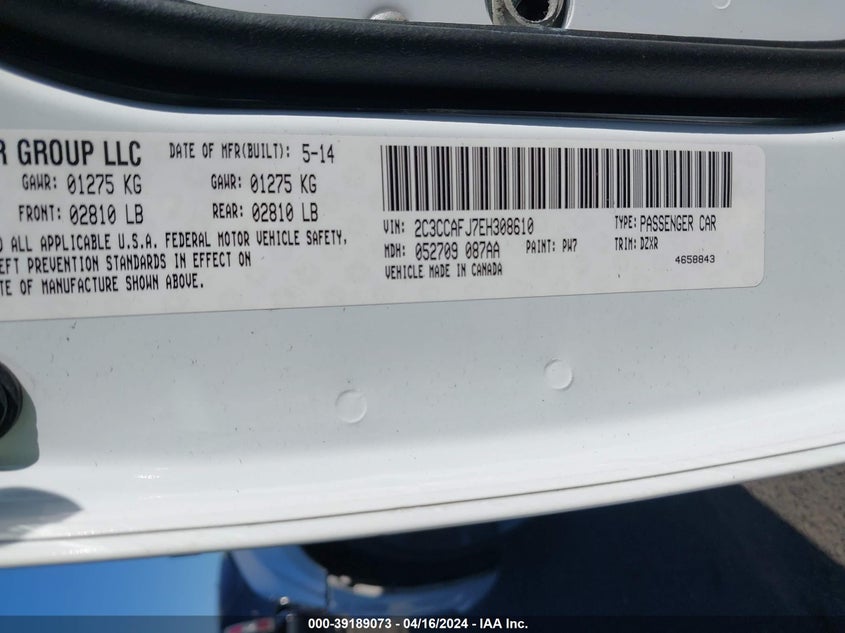 R GROUP LLC
DATE OF MFR(BUILT): 5-14
GAWR: 01275 KG GAWR: 01275 KG
FRONT: 02810 LB REAR: 02810 LB
ALL APPLICABLE U.S.A. FEDERAL MOTOR VEHICLE SAFETY,
EFT PREVENTION STANDARDS IN EFFECT ON
TE OF MANUFACTURE SHOWN ABOVE.
VIN: 2C3CCAFJ7EH308610 TYPE: PASSENGER CAR
MDH: 052709 087AA PAINT: PW7 TRIM: DZXR
VEHICLE MADE IN CANADA 4658843
000-39189073 - 04/16/2024 - IAA Inc.